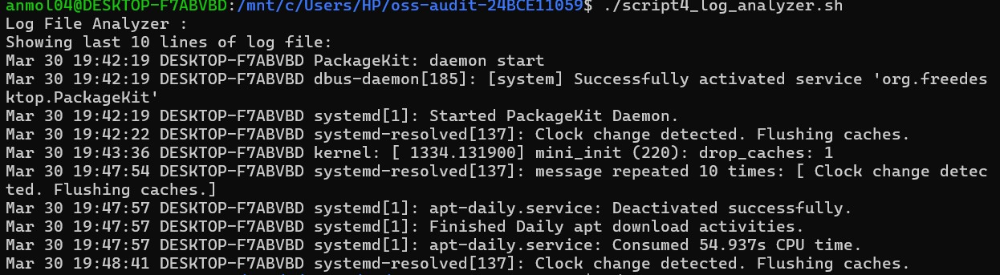 anmol04@DESKTOP-F7ABVBD:/mnt/c/Users/HP/oss-audit-24BCE11059$ ./script4_log_analyzer.sh
Log File Analyzer :
Showing last 10 lines of log file:
Mar 30 19:42:19 DESKTOP-F7ABVBD PackageKit: daemon start
Mar 30 19:42:19 DESKTOP-F7ABVBD dbus-daemon[185]: [system] Successfully activated service 'org.freedes
ktop.PackageKit'
Mar 30 19:42:19 DESKTOP-F7ABVBD systemd[1]: Started PackageKit Daemon.
Mar 30 19:42:22 DESKTOP-F7ABVBD systemd-resolved[137]: Clock change detected. Flushing caches.
Mar 30 19:43:36 DESKTOP-F7ABVBD kernel: [ 1334.131900] mini_init (220): drop_caches: 1
Mar 30 19:47:54 DESKTOP-F7ABVBD systemd-resolved[137]: message repeated 10 times: [ Clock change detec
ted. Flushing caches.]
Mar 30 19:47:57 DESKTOP-F7ABVBD systemd[1]: apt-daily.service: Deactivated successfully.
Mar 30 19:47:57 DESKTOP-F7ABVBD systemd[1]: Finished Daily apt download activities.
Mar 30 19:47:57 DESKTOP-F7ABVBD systemd[1]: apt-daily.service: Consumed 54.937s CPU time.
Mar 30 19:48:41 DESKTOP-F7ABVBD systemd-resolved[137]: Clock change detected. Flushing caches.